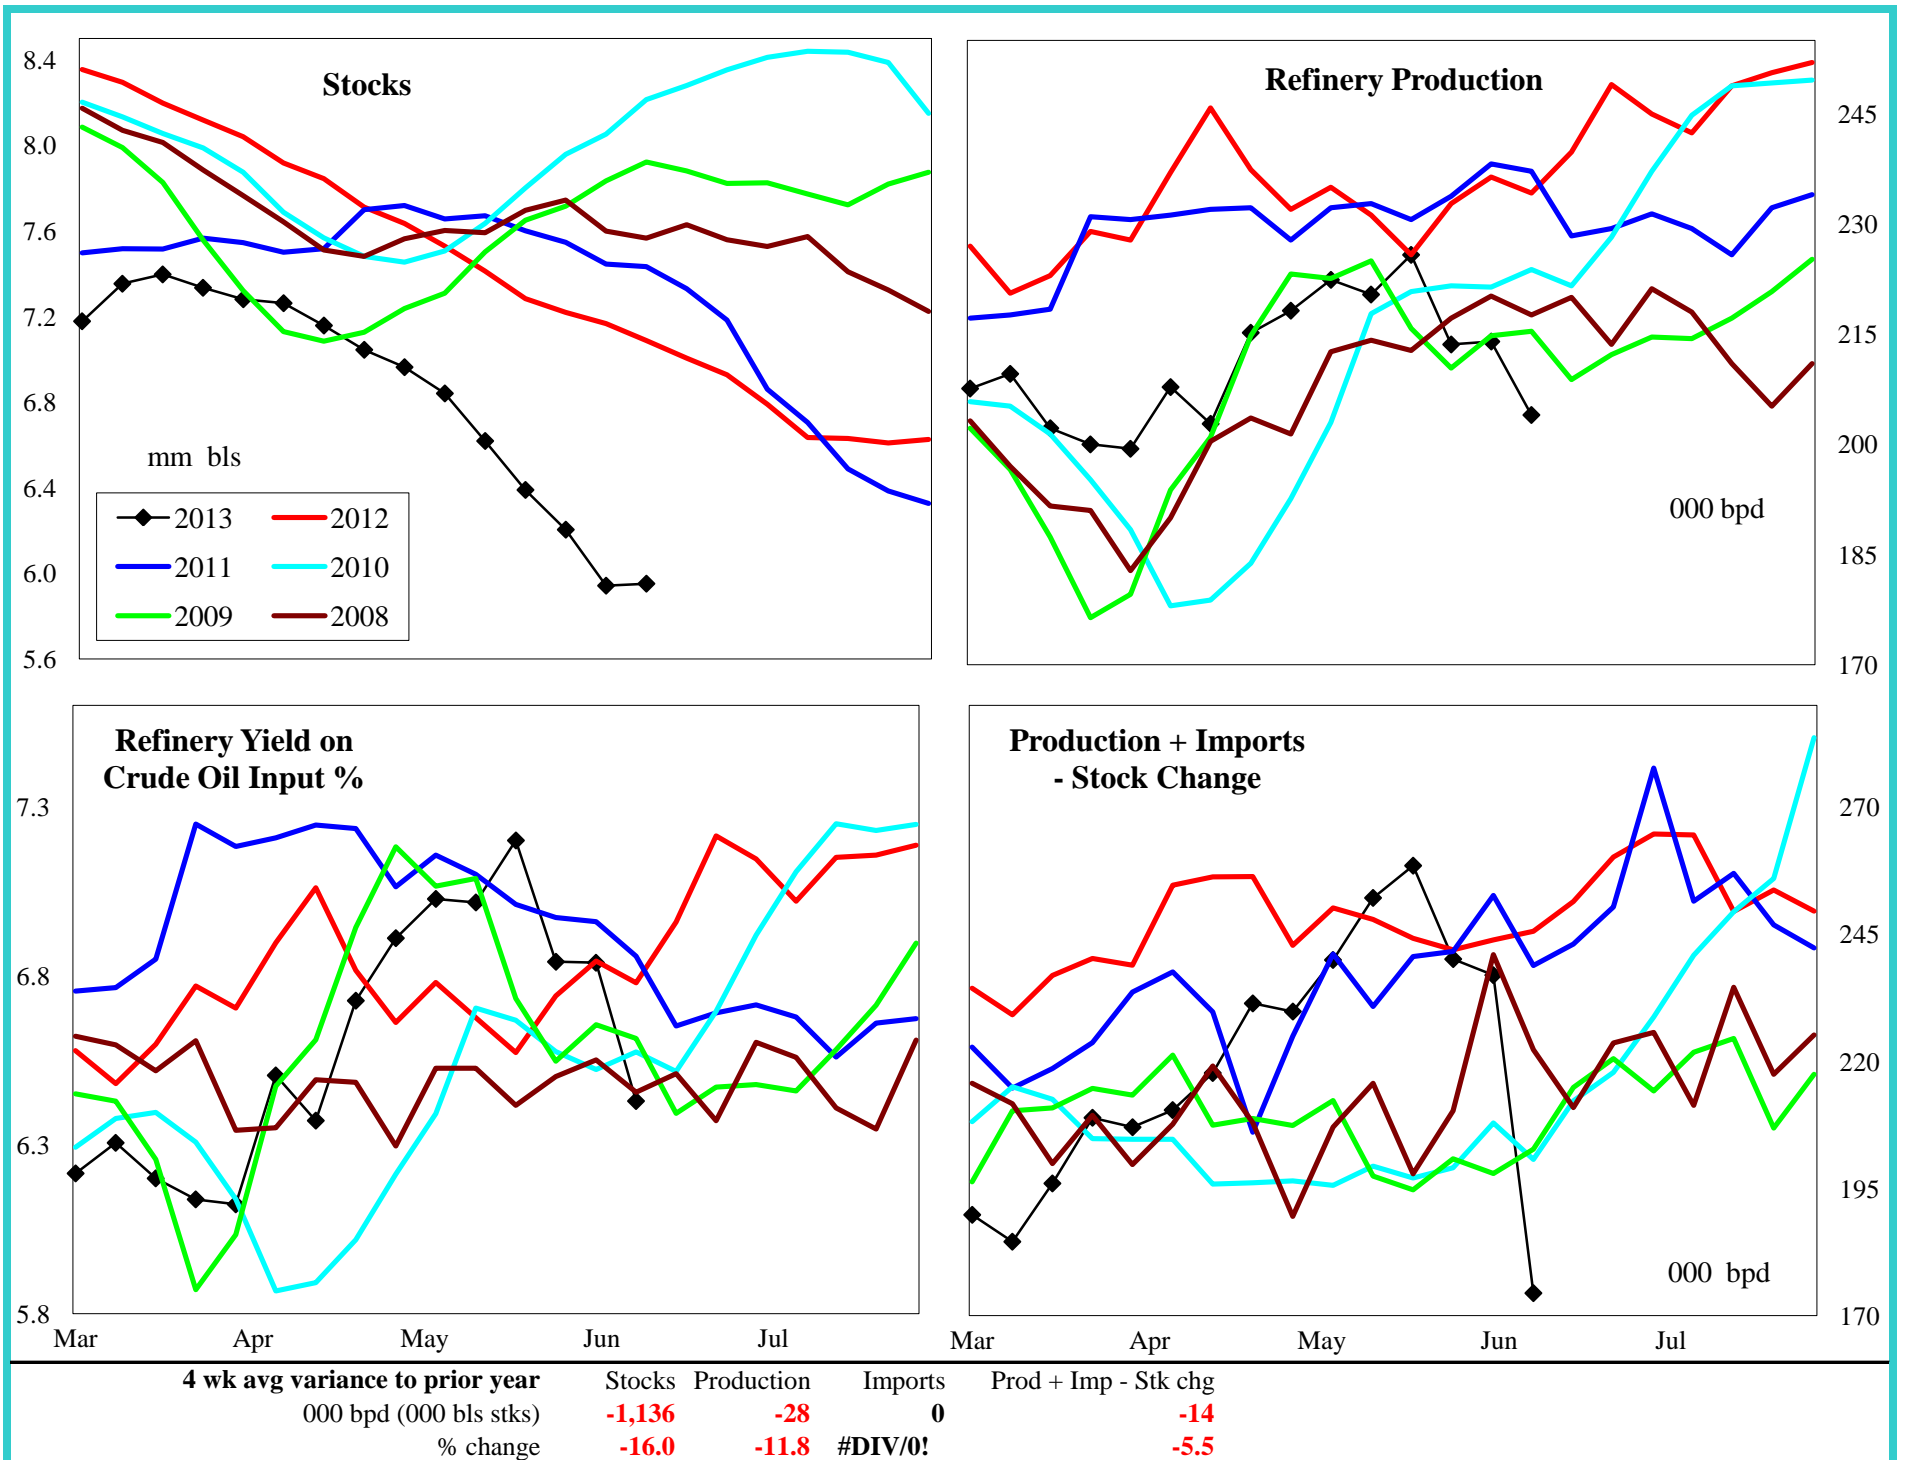 Stocks
8.4
8.0
7.6
7.2
6.8
6.4
6.0
5.6
mm bls
2013 2012
2011 2010
2009 2008
Refinery Production
245
230
215
200
185
170
000 bpd
Refinery Yield on
Crude Oil Input %
7.3
6.8
6.3
5.8
Mar Apr May Jun Jul
Production + Imports
- Stock Change
270
245
220
195
170
000 bpd
Mar Apr May Jun Jul
4 wk avg variance to prior year Stocks Production Imports Prod + Imp - Stk chg
000 bpd (000 bls stks) -1,136 -28 0 -14
% change -16.0 -11.8 #DIV/0! -5.5